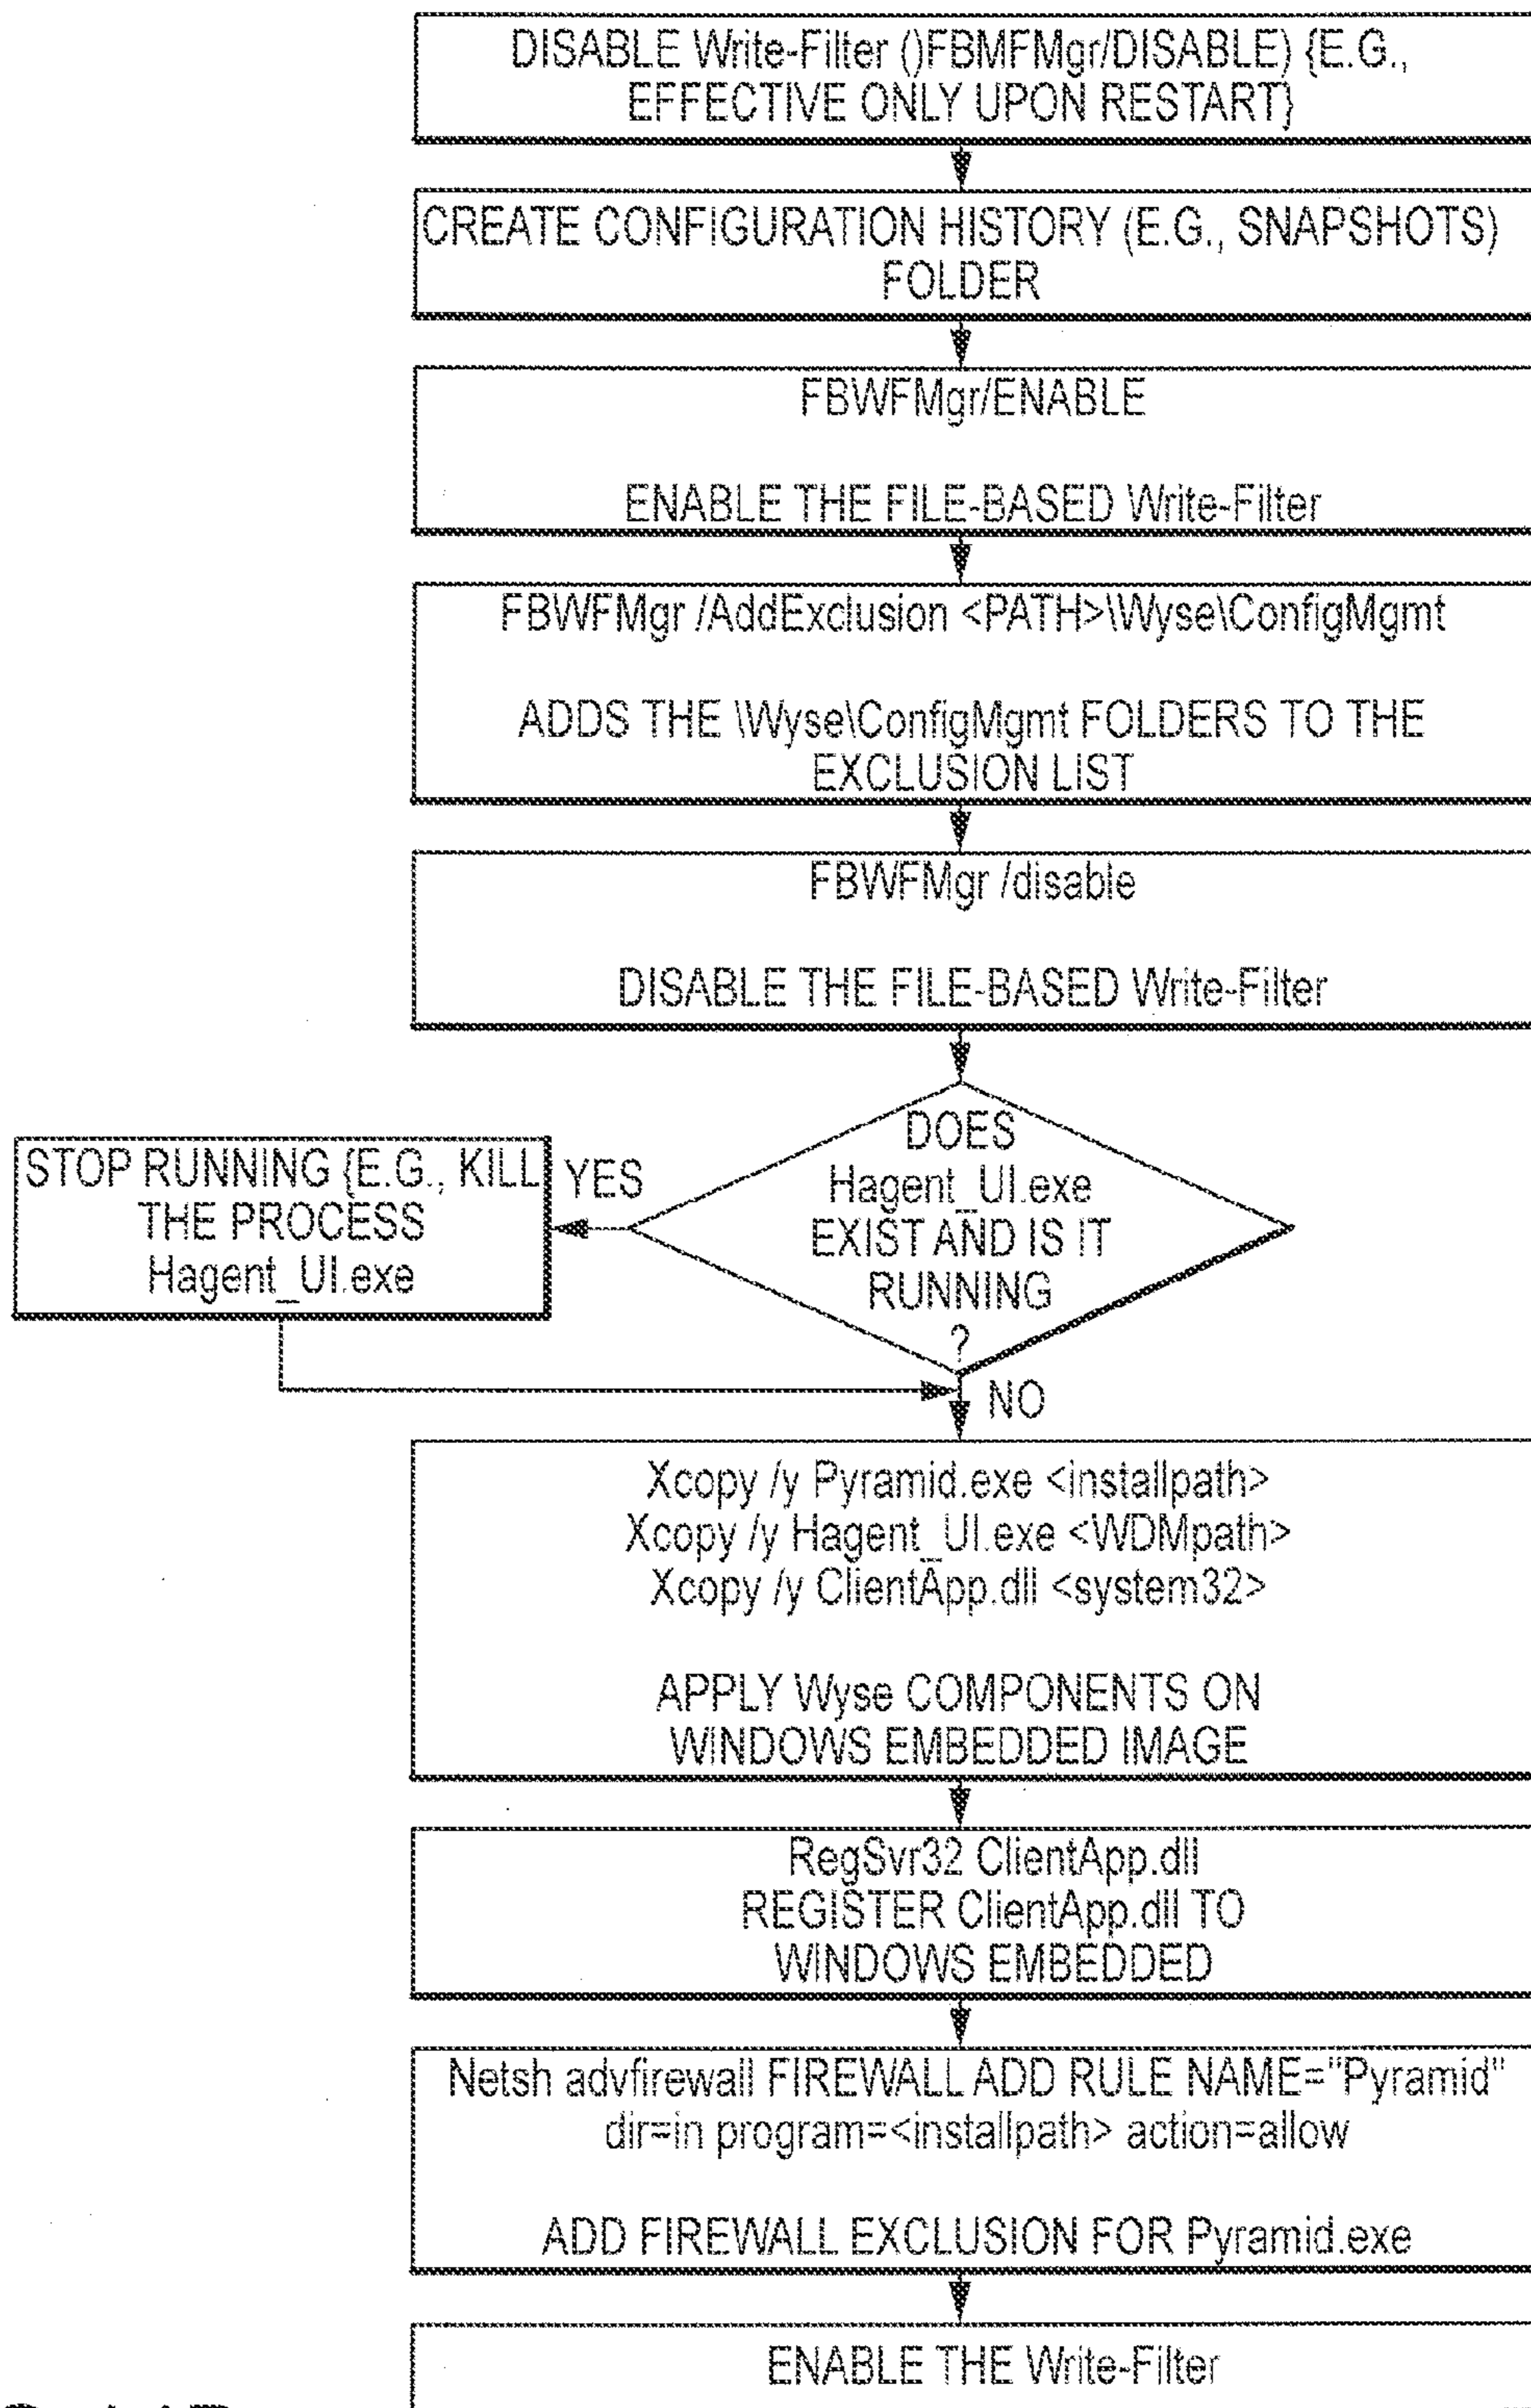 DISABLE Write-Filter ()FBMFMgr/DISABLE) {E.G.,
EFFECTIVE ONLY UPON RESTART}
CREATE CONFIGURATION HISTORY (E.G., SNAPSHOTS)
FOLDER
FBWFMgr/ENABLE
ENABLE THE FILE-BASED Write-Filter
FBWFMgr /AddExclusion <PATH>\Wyse\ConfigMgmt
ADDS THE \Wyse\ConfigMgmt FOLDERS TO THE
EXCLUSION LIST
FBWFMgr /disable
DISABLE THE FILE-BASED Write-Filter
DOES
Hagent_UI.exe
EXIST AND IS IT
RUNNING
?
YES
STOP RUNNING {E.G., KILL
THE PROCESS
Hagent_UI.exe
NO
Xcopy /y Pyramid.exe <installpath>
Xcopy /y Hagent_UI.exe <WDMpath>
Xcopy /y ClientApp.dll <system32>
APPLY Wyse COMPONENTS ON
WINDOWS EMBEDDED IMAGE
RegSvr32 ClientApp.dll
REGISTER ClientApp.dll TO
WINDOWS EMBEDDED
Netsh advfirewall FIREWALL ADD RULE NAME="Pyramid"
dir=in program=<installpath> action=allow
ADD FIREWALL EXCLUSION FOR Pyramid.exe
ENABLE THE Write-Filter